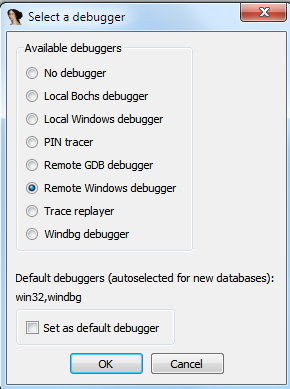 Select a debugger
Available debuggers
No debugger
Local Bochs debugger
Local Windows debugger
PIN tracer
Remote GDB debugger
Remote Windows debugger
Trace replayer
Windbg debugger
Default debuggers (autoselected for new databases):
win32,windbg
Set as default debugger
OK
Cancel